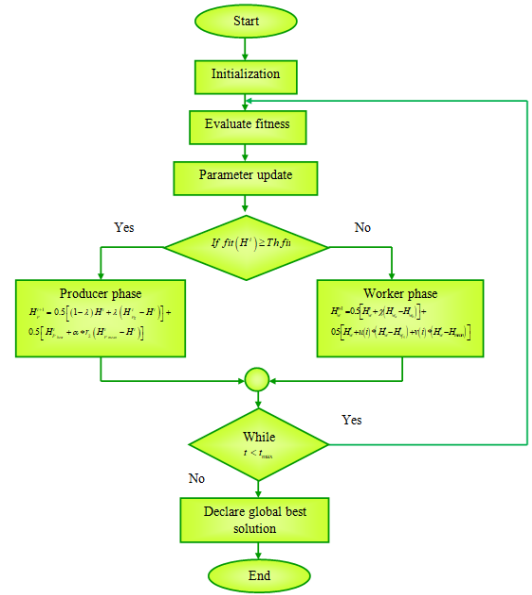 Start
Initialization
Evaluate fitness
Parameter update
Yes
No
If fit(H^t) ≥ Th fn
Producer phase
Worker phase
While
Yes
No
Declare global best
solution
End